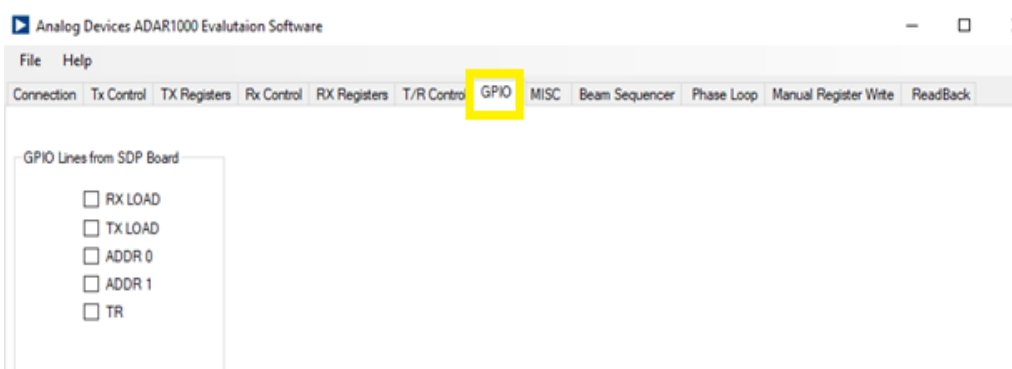 Analog Devices ADAR1000 Evalutaion Software
File Help
Connection Tx Control TX Registers Rx Control RX Registers T/R Control GPIO MISC Beam Sequencer Phase Loop Manual Register Write ReadBack
GPIO Lines from SDP Board
RX LOAD
TX LOAD
ADDR 0
ADDR 1
TR